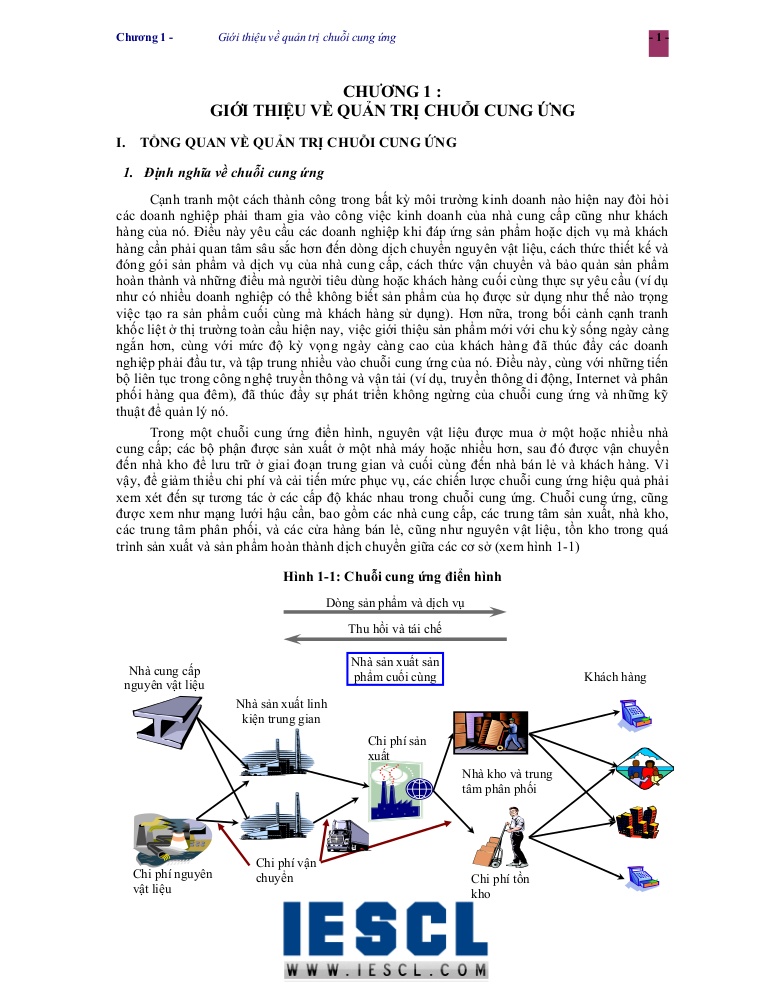 Chương 1 - Giới thiệu về quản trị chuỗi cung ứng - 1 -
CHƯƠNG 1 :
GIỚI THIỆU VỀ QUẢN TRỊ CHUỖI CUNG ỨNG
I. TỔNG QUAN VỀ QUẢN TRỊ CHUỖI CUNG ỨNG
1. Định nghĩa về chuỗi cung ứng
Cạnh tranh một cách thành công trong bất kỳ môi trường kinh doanh nào hiện nay đòi hỏi
các doanh nghiệp phải tham gia vào công việc kinh doanh của nhà cung cấp cũng như khách
hàng của nó. Điều này yêu cầu các doanh nghiệp khi đáp ứng sản phẩm hoặc dịch vụ mà khách
hàng cần phải quan tâm sâu sắc hơn đến dòng dịch chuyển nguyên vật liệu, cách thức thiết kế và
đóng gói sản phẩm và dịch vụ của nhà cung cấp, cách thức vận chuyển và bảo quản sản phẩm
hoàn thành và những điều mà người tiêu dùng hoặc khách hàng cuối cùng thực sự yêu cầu (ví dụ
như có nhiều doanh nghiệp có thể không biết sản phẩm của họ được sử dụng như thế nào trọng
việc tạo ra sản phẩm cuối cùng mà khách hàng sử dụng). Hơn nữa, trong bối cảnh cạnh tranh
khốc liệt ở thị trường toàn cầu hiện nay, việc giới thiệu sản phẩm mới với chu kỳ sống ngày càng
ngắn hơn, cùng với mức độ kỳ vọng ngày càng cao của khách hàng đã thúc đẩy các doanh
nghiệp phải đầu tư, và tập trung nhiều vào chuỗi cung ứng của nó. Điều này, cùng với những tiến
bộ liên tục trong công nghệ truyền thông và vận tải (ví dụ, truyền thông di động, Internet và phân
phối hàng qua đêm), đã thúc đẩy sự phát triển không ngừng của chuỗi cung ứng và những kỹ
thuật để quản lý nó.
Trong một chuỗi cung ứng điển hình, nguyên vật liệu được mua ở một hoặc nhiều nhà
cung cấp; các bộ phận được sản xuất ở một nhà máy hoặc nhiều hơn, sau đó được vận chuyển
đến nhà kho để lưu trữ ở giai đoạn trung gian và cuối cùng đến nhà bán lẻ và khách hàng. Vì
vậy, để giảm thiểu chi phí và cải tiến mức phục vụ, các chiến lược chuỗi cung ứng hiệu quả phải
xem xét đến sự tương tác ở các cấp độ khác nhau trong chuỗi cung ứng. Chuỗi cung ứng, cũng
được xem như mạng lưới hậu cần, bao gồm các nhà cung cấp, các trung tâm sản xuất, nhà kho,
các trung tâm phân phối, và các cửa hàng bán lẻ, cũng như nguyên vật liệu, tồn kho trong quá
trình sản xuất và sản phẩm hoàn thành dịch chuyển giữa các cơ sở (xem hình 1-1)
Hình 1-1: Chuỗi cung ứng điển hình
Dòng sản phẩm và dịch vụ
Thu hồi và tái chế
Nhà cung cấp
nguyên vật liệu
Nhà sản xuất sản
phẩm cuối cùng
Khách hàng
Nhà sản xuất linh
kiện trung gian
Chi phí sản
xuất
Nhà kho và trung
tâm phân phối
Chi phí nguyên
vật liệu
Chi phí vận
chuyển
Chi phí tồn
kho
IESCL
WWW.IESCL.COM